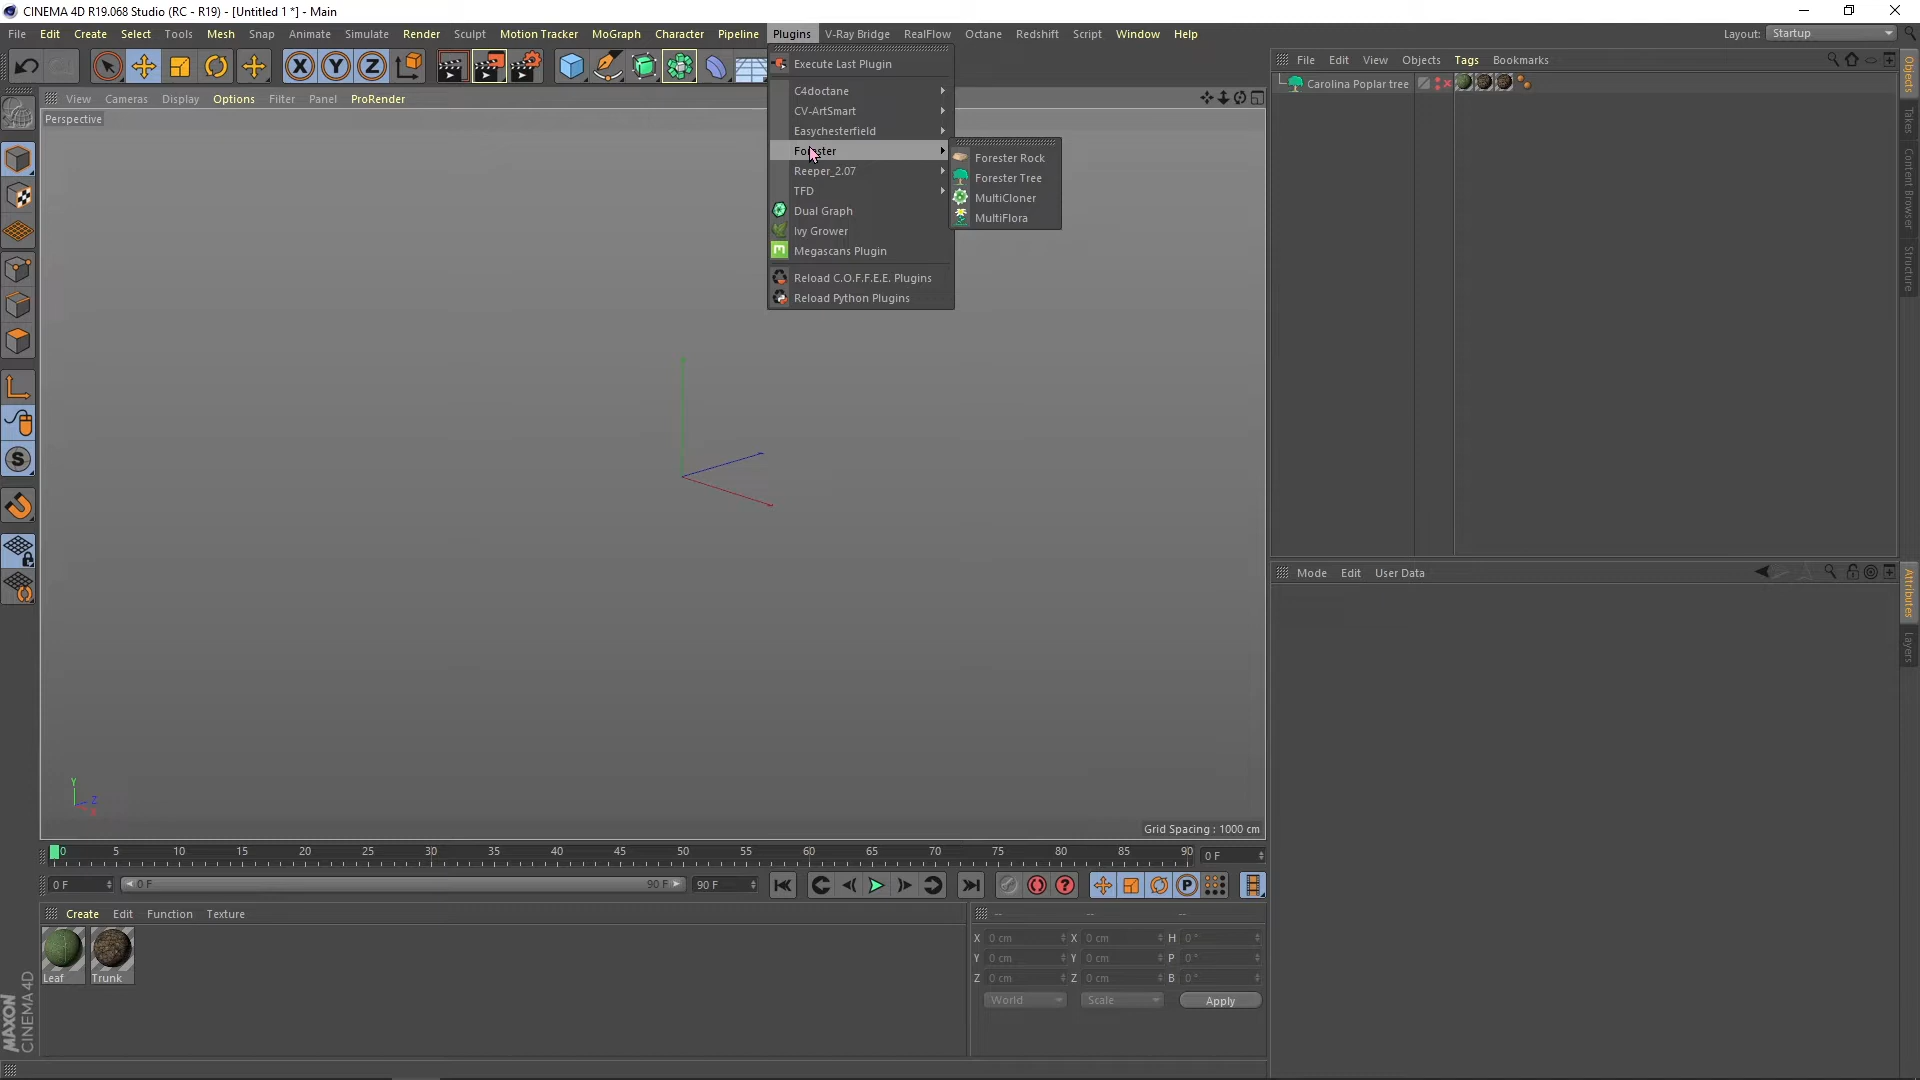 CINEMA 4D R19.068 Studio (RC - R19) - [Untitled 1 *] - Main
File Edit Create Select Tools Mesh Snap Animate Simulate Render Sculpt Motion Tracker MoGraph Character Pipeline Plugins V-Ray Bridge RealFlow Octane Redshift Script Window Help
Layout: Startup
X Y Z
View Cameras Display Options Filter Panel ProRender
Perspective
Execute Last Plugin
C4doctane
CV-ArtSmart
Easychesterfield
Forester
Reeper_2.07
TFD
Dual Graph
Ivy Grower
Megascans Plugin
Reload C.O.F.F.E.E. Plugins
Reload Python Plugins
Forester Rock
Forester Tree
MultiCloner
MultiFlora
File Edit View Objects Tags Bookmarks
Carolina Poplar tree
Objects
Takes
Content Browser
Structure
Mode Edit User Data
Attributes
Layers
S
Y
Z
X
Grid Spacing : 1000 cm
0 5 10 15 20 25 30 35 40 45 50 55 60 65 70 75 80 85 90
0 F
0 F
0 F
90 F
90 F
P
Create Edit Function Texture
Leaf
Trunk
-- -- --
X 0 cm X 0 cm H 0 °
Y 0 cm Y 0 cm P 0 °
Z 0 cm Z 0 cm B 0 °
World Scale Apply
MAXON
CINEMA 4D